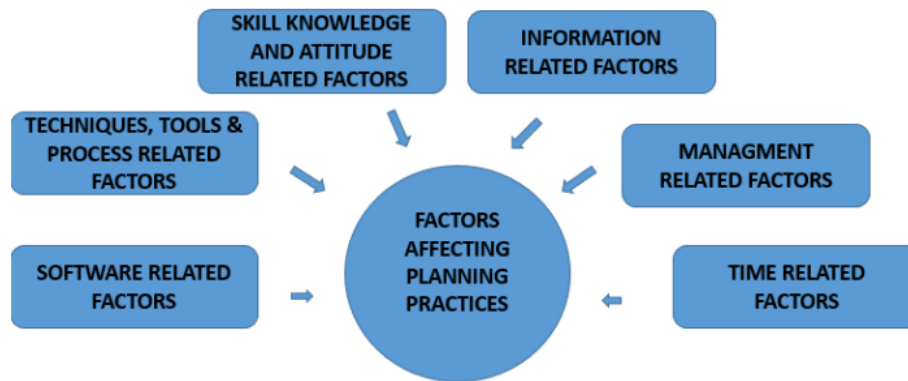 SKILL KNOWLEDGE
AND ATTITUDE
RELATED FACTORS
INFORMATION
RELATED FACTORS
TECHNIQUES, TOOLS &
PROCESS RELATED
FACTORS
MANAGMENT
RELATED FACTORS
FACTORS
AFFECTING
PLANNING
PRACTICES
SOFTWARE RELATED
FACTORS
TIME RELATED
FACTORS